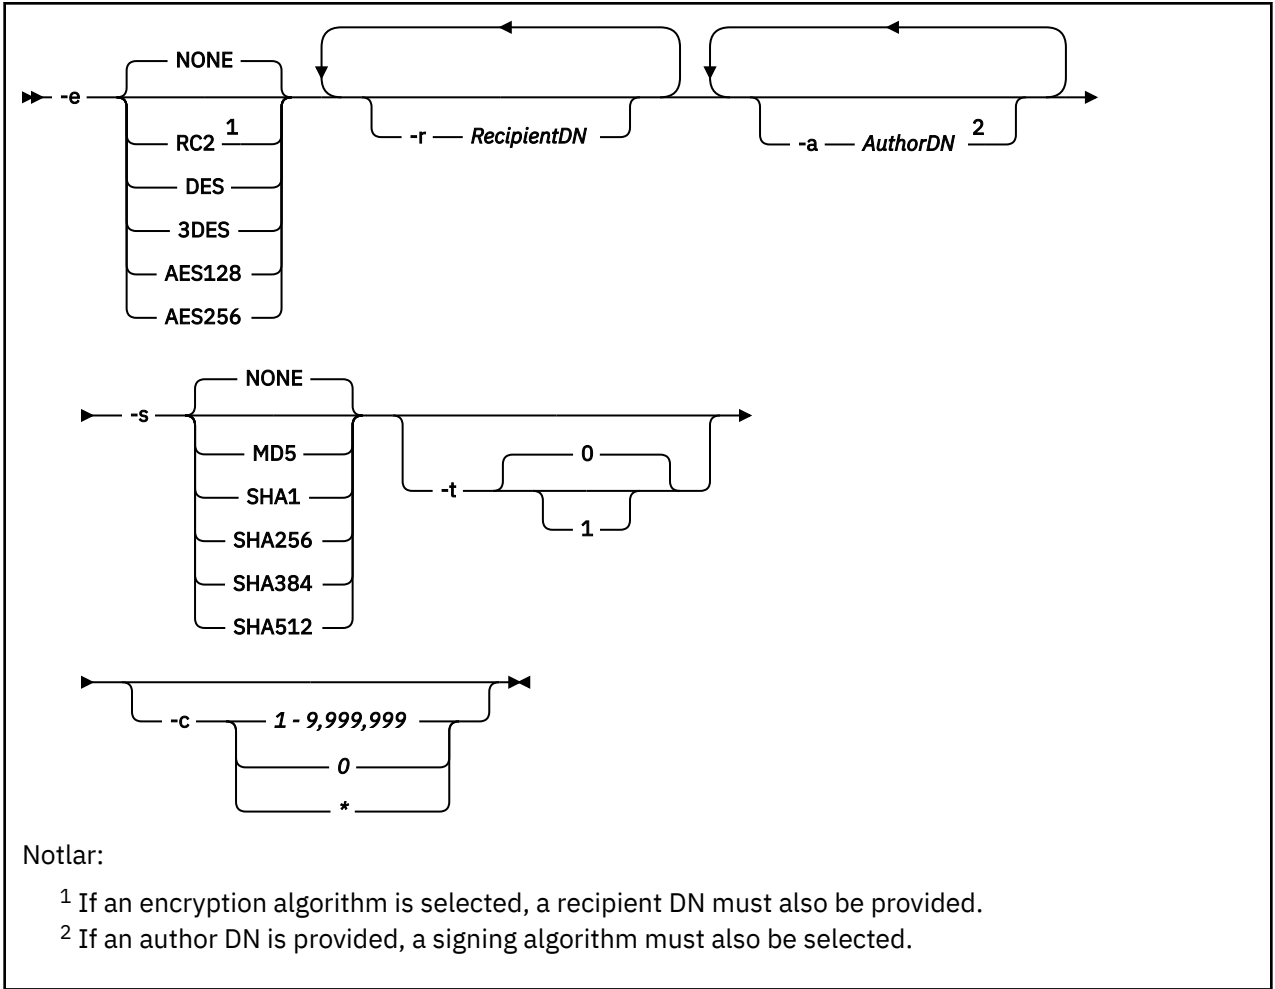 NONE
-e
RC2 1
-r RecipientDN
-a AuthorDN 2
DES
3DES
AES128
AES256
NONE
-s
MD5
0
SHA1
-t
1
SHA256
SHA384
SHA512
-c 1 - 9,999,999
0
*
Notlar:
1 If an encryption algorithm is selected, a recipient DN must also be provided.
2 If an author DN is provided, a signing algorithm must also be selected.